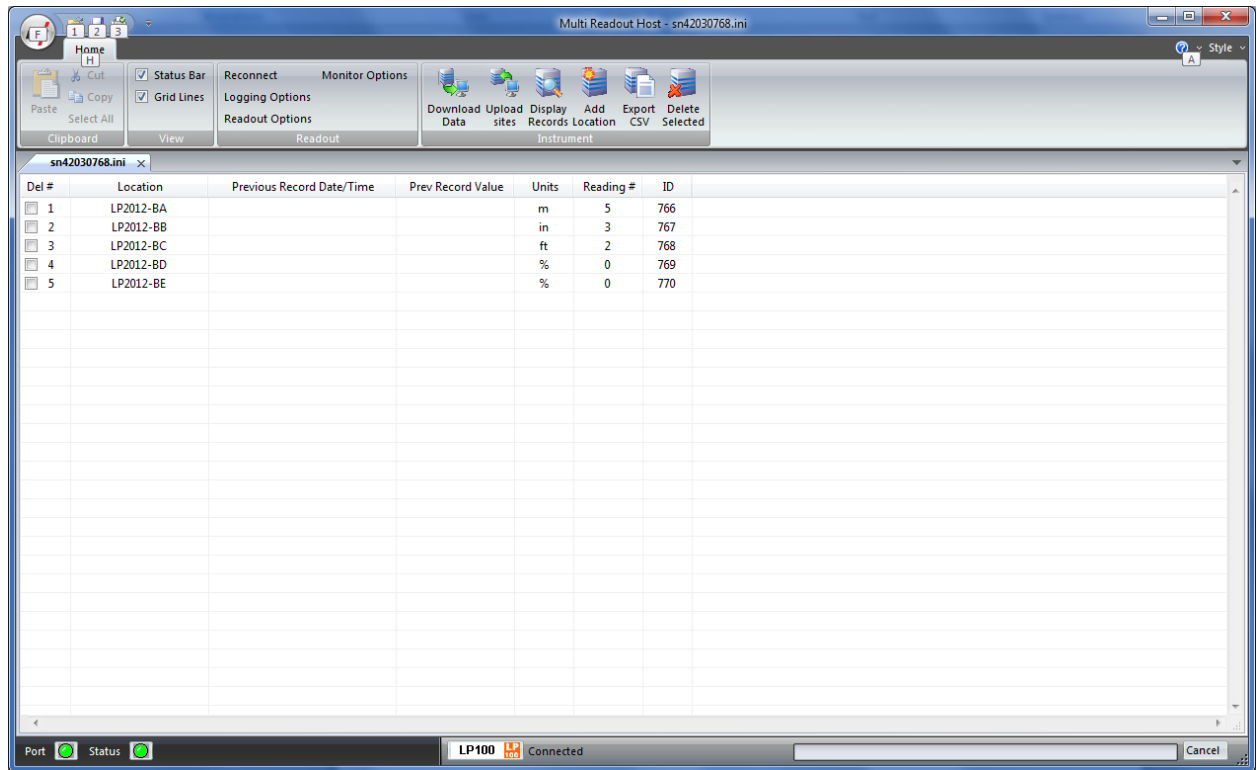 Multi Readout Host - sn42030768.ini
F 1 2 3
Home
H
Style
A
Paste
Cut
Copy
Select All
Clipboard
Status Bar
Grid Lines
View
Reconnect Monitor Options
Logging Options
Readout Options
Readout
Download Data
Upload sites
Display Records
Add Location
Export CSV
Delete Selected
Instrument
sn42030768.ini
Del # Location Previous Record Date/Time Prev Record Value Units Reading # ID
1 LP2012-BA m 5 766
2 LP2012-BB in 3 767
3 LP2012-BC ft 2 768
4 LP2012-BD % 0 769
5 LP2012-BE % 0 770
Port Status LP100 LP 100 Connected Cancel